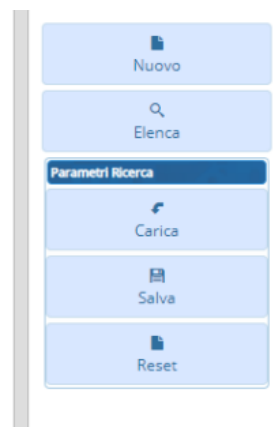 Nuovo
Elenca
Parametri Ricerca
Carica
Salva
Reset